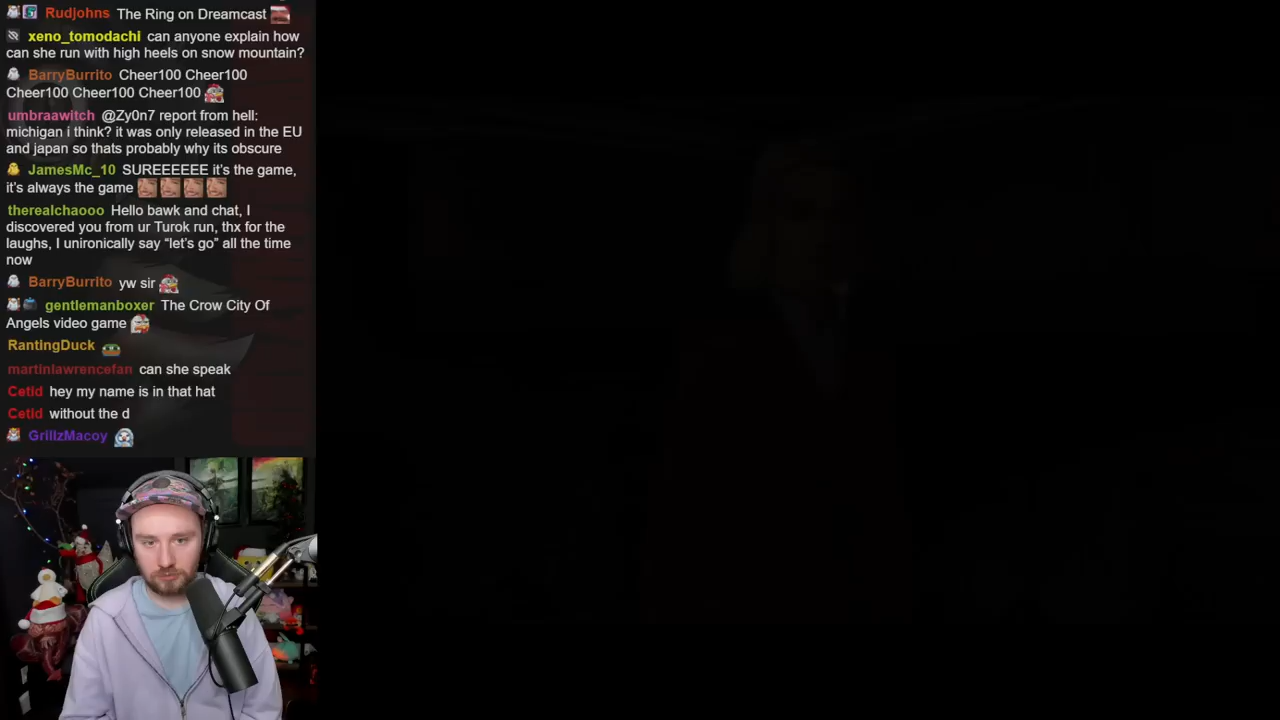 Rudjohns The Ring on Dreamcast
xeno_tomodachi can anyone explain how
can she run with high heels on snow mountain?
BarryBurrito Cheer100 Cheer100
Cheer100 Cheer100 Cheer100
umbraawitch @Zy0n7 report from hell:
michigan i think? it was only released in the EU
and japan so thats probably why its obscure
JamesMc_10 SUREEEEEE it’s the game,
it’s always the game
therealchaooo Hello bawk and chat, I
discovered you from ur Turok run, thx for the
laughs, I unironically say “let’s go” all the time
now
BarryBurrito yw sir
gentlemanboxer The Crow City Of
Angels video game
RantingDuck
martinlawrencefan can she speak
Cetid hey my name is in that hat
Cetid without the d
GrillzMacoy